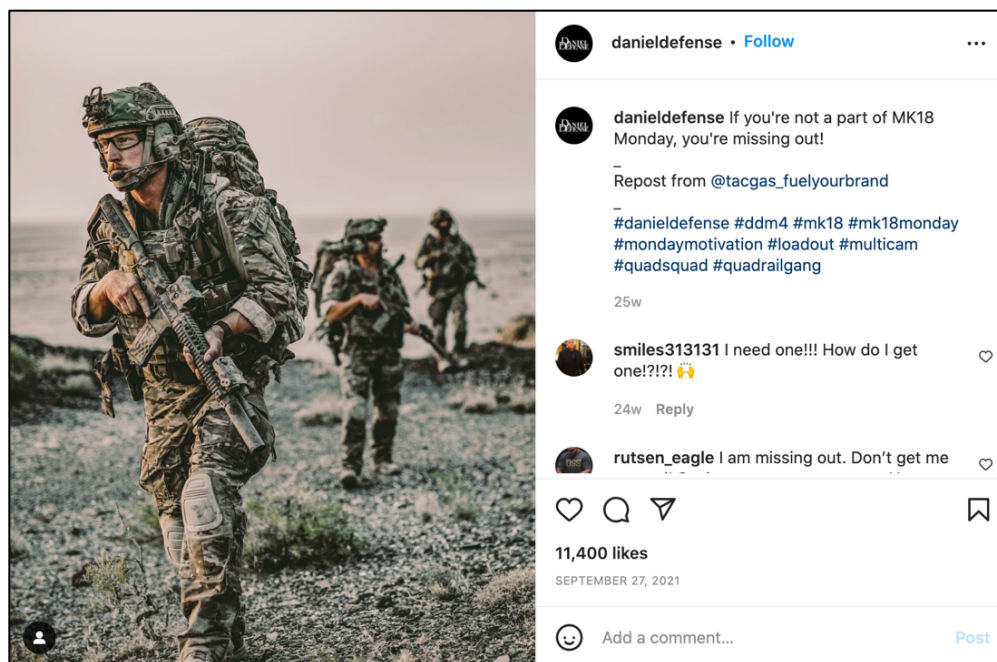 danieldefense • Follow
danieldefense If you're not a part of MK18
Monday, you're missing out!
_
Repost from @tacgas_fuelyourbrand
_
#danieldefense #ddm4 #mk18 #mk18monday
#mondaymotivation #loadout #multicam
#quadsquad #quadrailgang
25w
smiles313131 I need one!!! How do I get
one!?!?! 🙌
24w Reply
rutsen_eagle I am missing out. Don’t get me
11,400 likes
SEPTEMBER 27, 2021
Add a comment...
Post